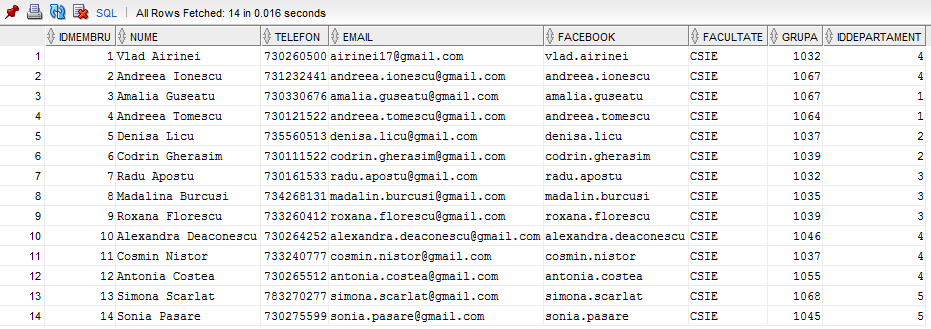 SQL | All Rows Fetched: 14 in 0.016 seconds
IDMEMBRU NUME TELEFON EMAIL FACEBOOK FACULTATE GRUPA IDDEPARTAMENT
1 1 Vlad Airinei 730260500 airinei17@gmail.com vlad.airinei CSIE 1032 4
2 2 Andreea Ionescu 731232441 andreea.ionescu@gmail.com andreea.ionescu CSIE 1067 4
3 3 Amalia Guseatu 730330676 amalia.guseatu@gmail.com amalia.guseatu CSIE 1067 1
4 4 Andreea Tomescu 730121522 andreea.tomescu@gmail.com andreea.tomescu CSIE 1064 1
5 5 Denisa Licu 735560513 denisa.licu@gmail.com denisa.licu CSIE 1037 2
6 6 Codrin Gherasim 730111522 codrin.gherasim@gmail.com codrin.gherasim CSIE 1039 2
7 7 Radu Apostu 730161533 radu.apostu@gmail.com radu.apostu CSIE 1032 3
8 8 Madalina Burcusi 734268131 madalin.burcusi@gmail.com madalin.burcusi CSIE 1035 3
9 9 Roxana Florescu 733260412 roxana.florescu@gmail.com roxana.florescu CSIE 1039 3
10 10 Alexandra Deaconescu 730264252 alexandra.deaconescu@gmail.com alexandra.deaconescu CSIE 1046 4
11 11 Cosmin Nistor 733240777 cosmin.nistor@gmail.com cosmin.nistor CSIE 1037 4
12 12 Antonia Costea 730265512 antonia.costea@gmail.com antonia.costea CSIE 1055 4
13 13 Simona Scarlat 783270277 simona.scarlat@gmail.com simona.scarlat CSIE 1068 5
14 14 Sonia Pasare 730275599 sonia.pasare@gmail.com sonia.pasare CSIE 1045 5